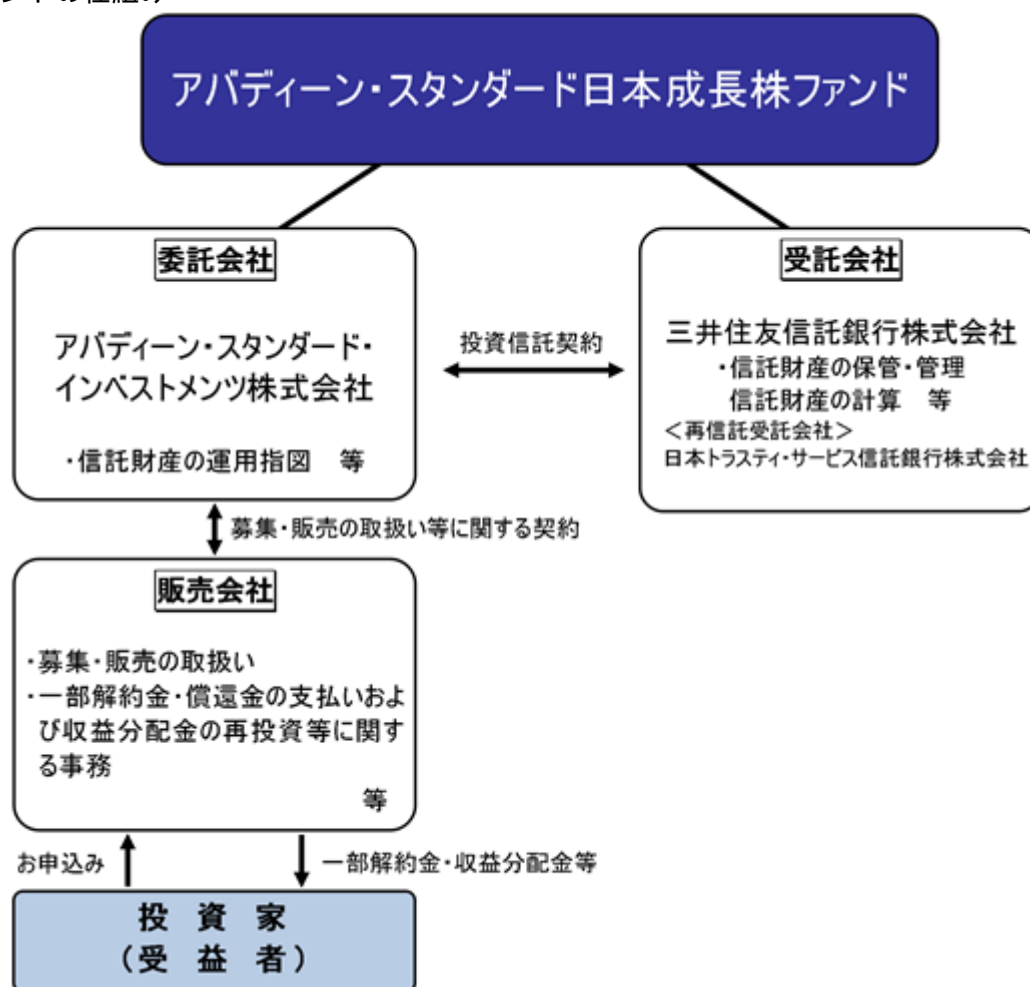 ンドの仕組み
アバディーン・スタンダード日本成長株ファンド
委託会社
アバディーン・スタンダード・
インベストメンツ株式会社
・信託財産の運用指図　等
投資信託契約
受託会社
三井住友信託銀行株式会社
・信託財産の保管・管理
信託財産の計算　等
＜再信託受託会社＞
日本トラスティ・サービス信託銀行株式会社
募集・販売の取扱い等に関する契約
販売会社
・募集・販売の取扱い
・一部解約金・償還金の支払いおよ
び収益分配金の再投資等に関す
る事務
等
お申込み
一部解約金・収益分配金等
投　資　家
（受　益　者）